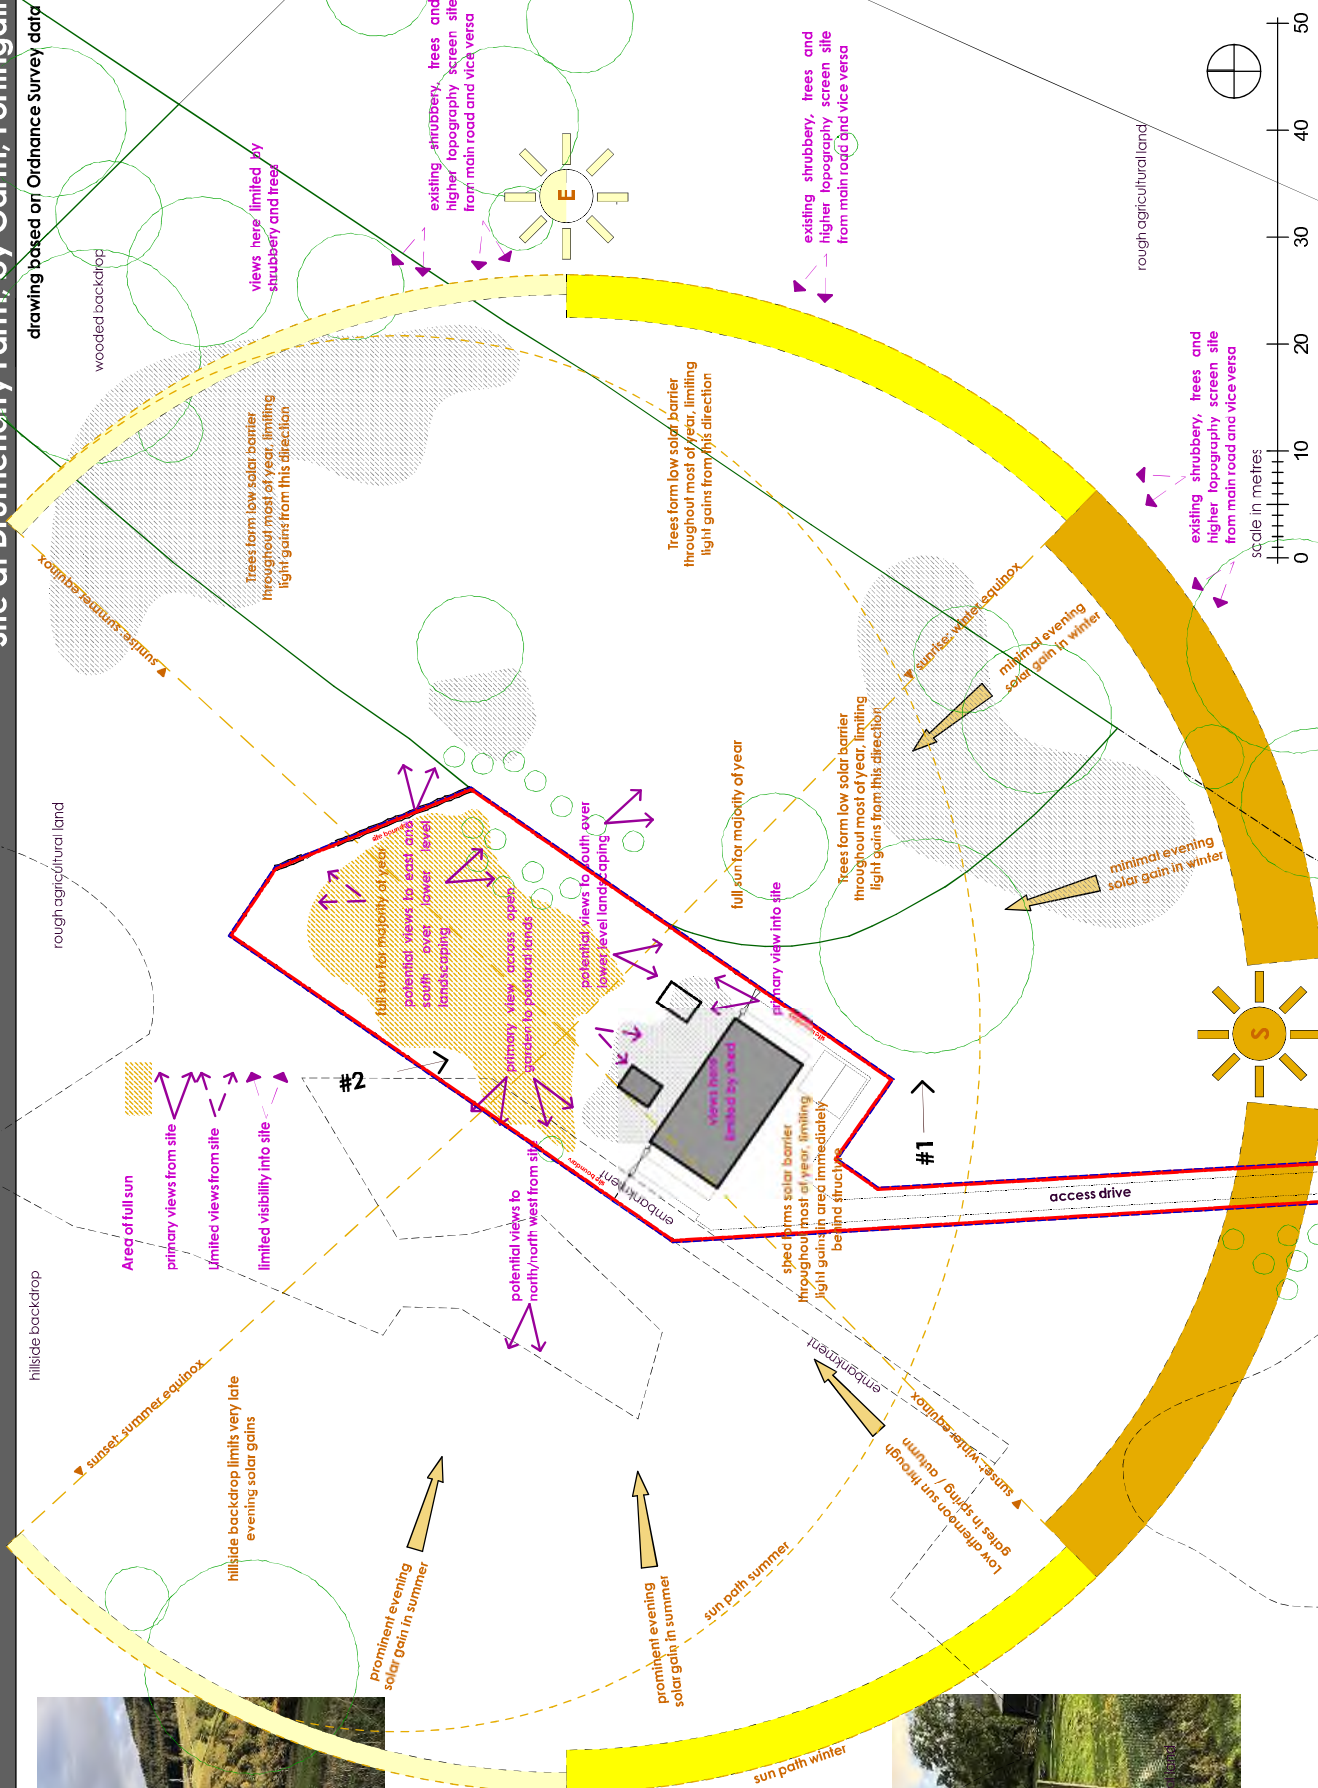 drawing based on Ordnance Survey data
wooded backdrop
views here limited by
shrubbery and trees
existing shrubbery, trees and
higher topography screen site
from main road and vice versa
existing shrubbery, trees and
higher topography screen site
from main road and vice versa
rough agricultural land
existing shrubbery, trees and
higher topography screen site
from main road and vice versa
scale in metres
0
10
20
30
40
50
E
S
Trees form low solar barrier
throughout most of year, limiting
light gains from this direction
Trees form low solar barrier
throughout most of year, limiting
light gains from this direction
sunrise: summer equinox
sunrise: winter equinox
minimal evening
solar gain in winter
minimal evening
solar gain in winter
Trees form low solar barrier
throughout most of year, limiting
light gains from this direction
full sun for majority of year
rough agricultural land
site boundary
full sun for majority of year
potential views to east and
south over lower level
landscaping
primary view across open
garden to pastoral lands
potential views to south over
lower level landscaping
primary view into site
views here
limited by shed
#2
#1
site boundary
embankment
access drive
shed forms solar barrier
throughout most of year, limiting
light gains in area immediately
behind structure
Area of full sun
primary views from site
Limited views from site
limited visibility into site
potential views to
north/north west from site
hillside backdrop
sunset: summer equinox
hillside backdrop limits very late
evening solar gains
embankment
sunset: winter equinox
Low afternoon sun through
gates in spring / autumn
prominent evening
solar gain in summer
prominent evening
solar gain in summer
sun path summer
sun path winter